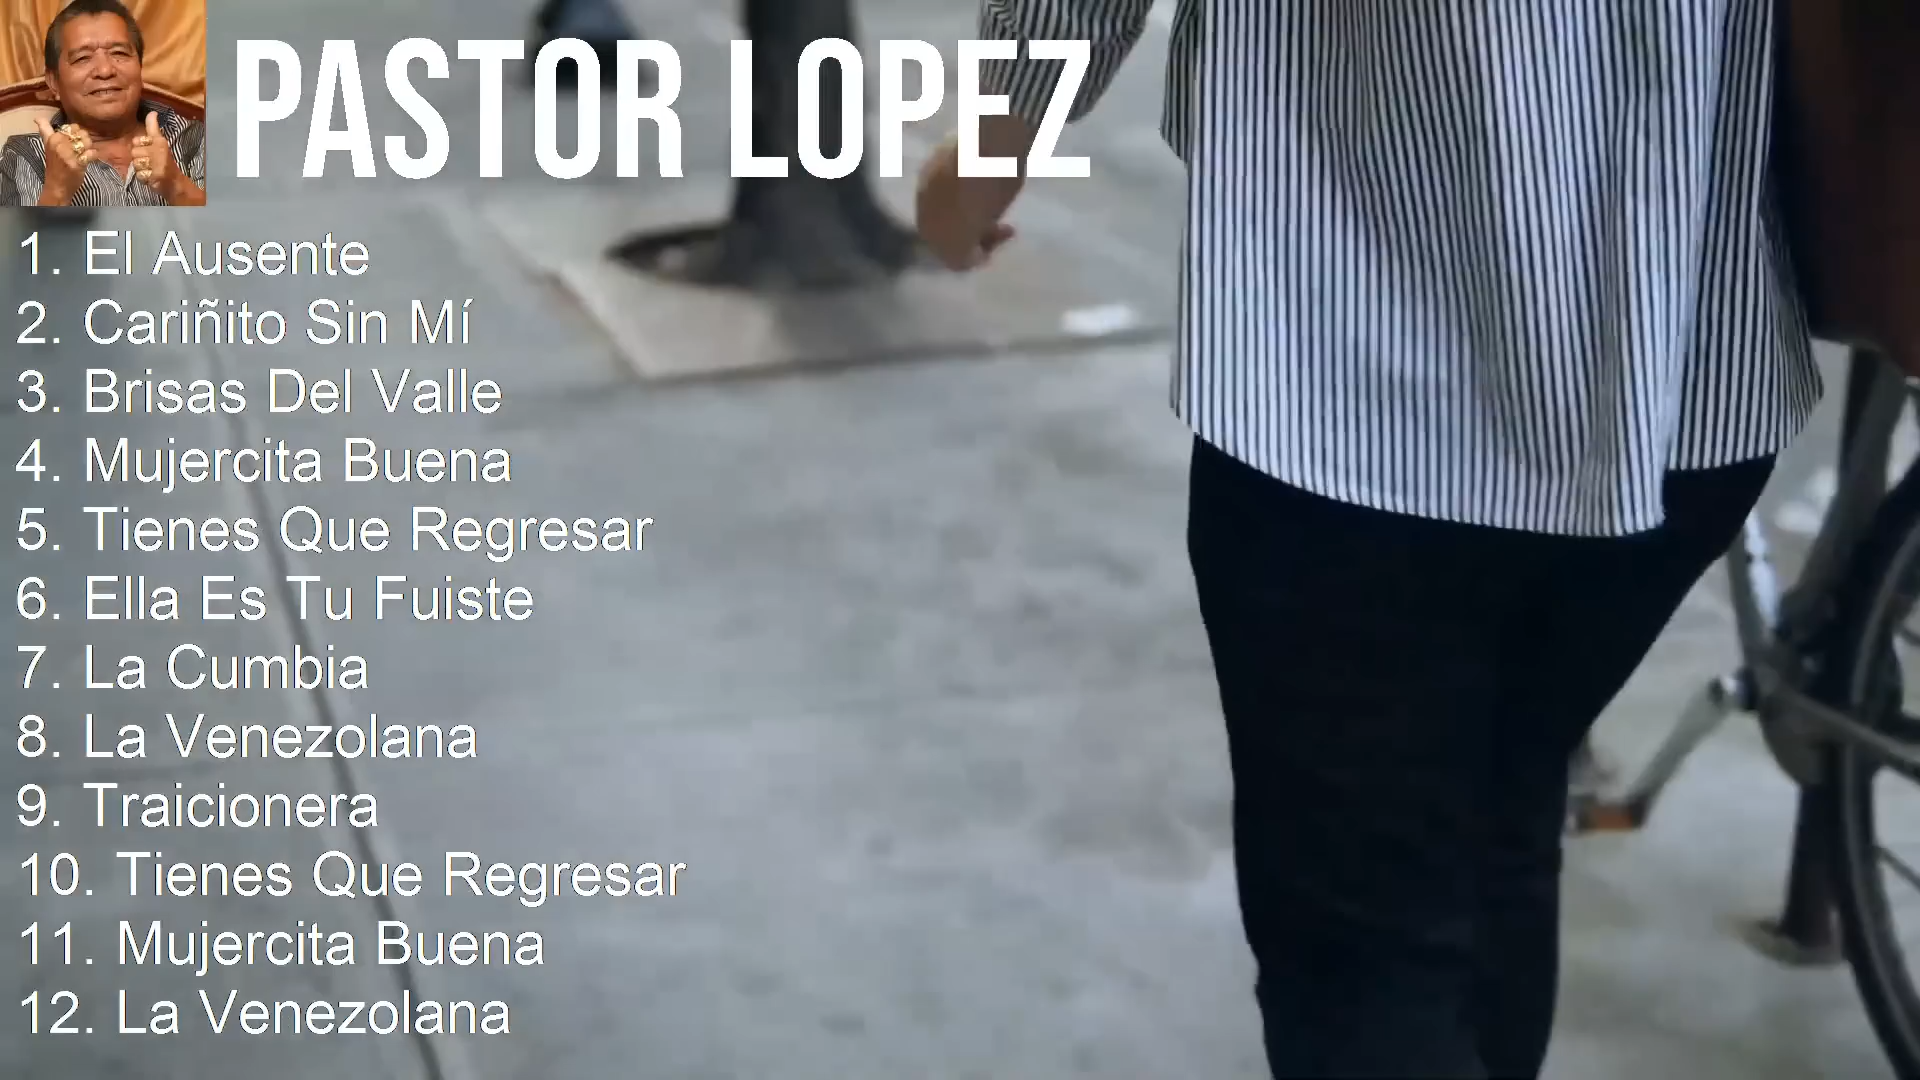 PASTOR LOPEZ
1. El Ausente
2. Cariñito Sin Mí
3. Brisas Del Valle
4. Mujercita Buena
5. Tienes Que Regresar
6. Ella Es Tu Fuiste
7. La Cumbia
8. La Venezolana
9. Traicionera
10. Tienes Que Regresar
11. Mujercita Buena
12. La Venezolana